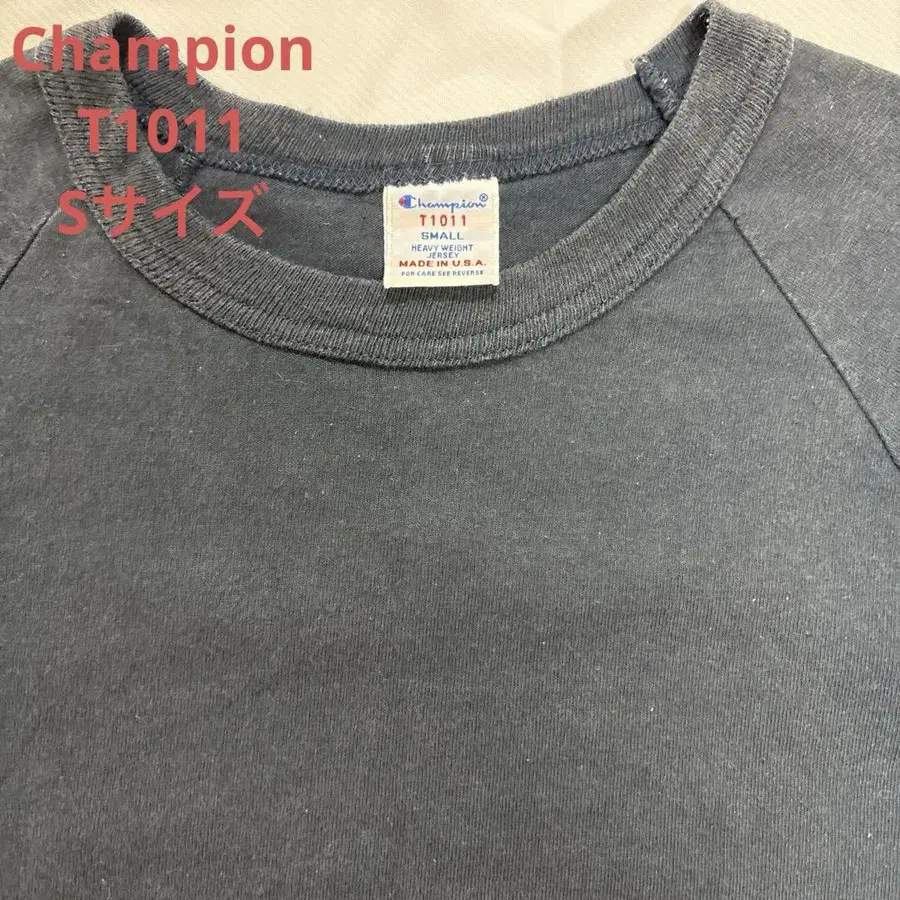 Champion
T1011
Sサイズ
Champion®
T1011
SMALL
HEAVY WEIGHT
JERSEY
MADE IN U.S.A.
FOR CARE SEE REVERSE